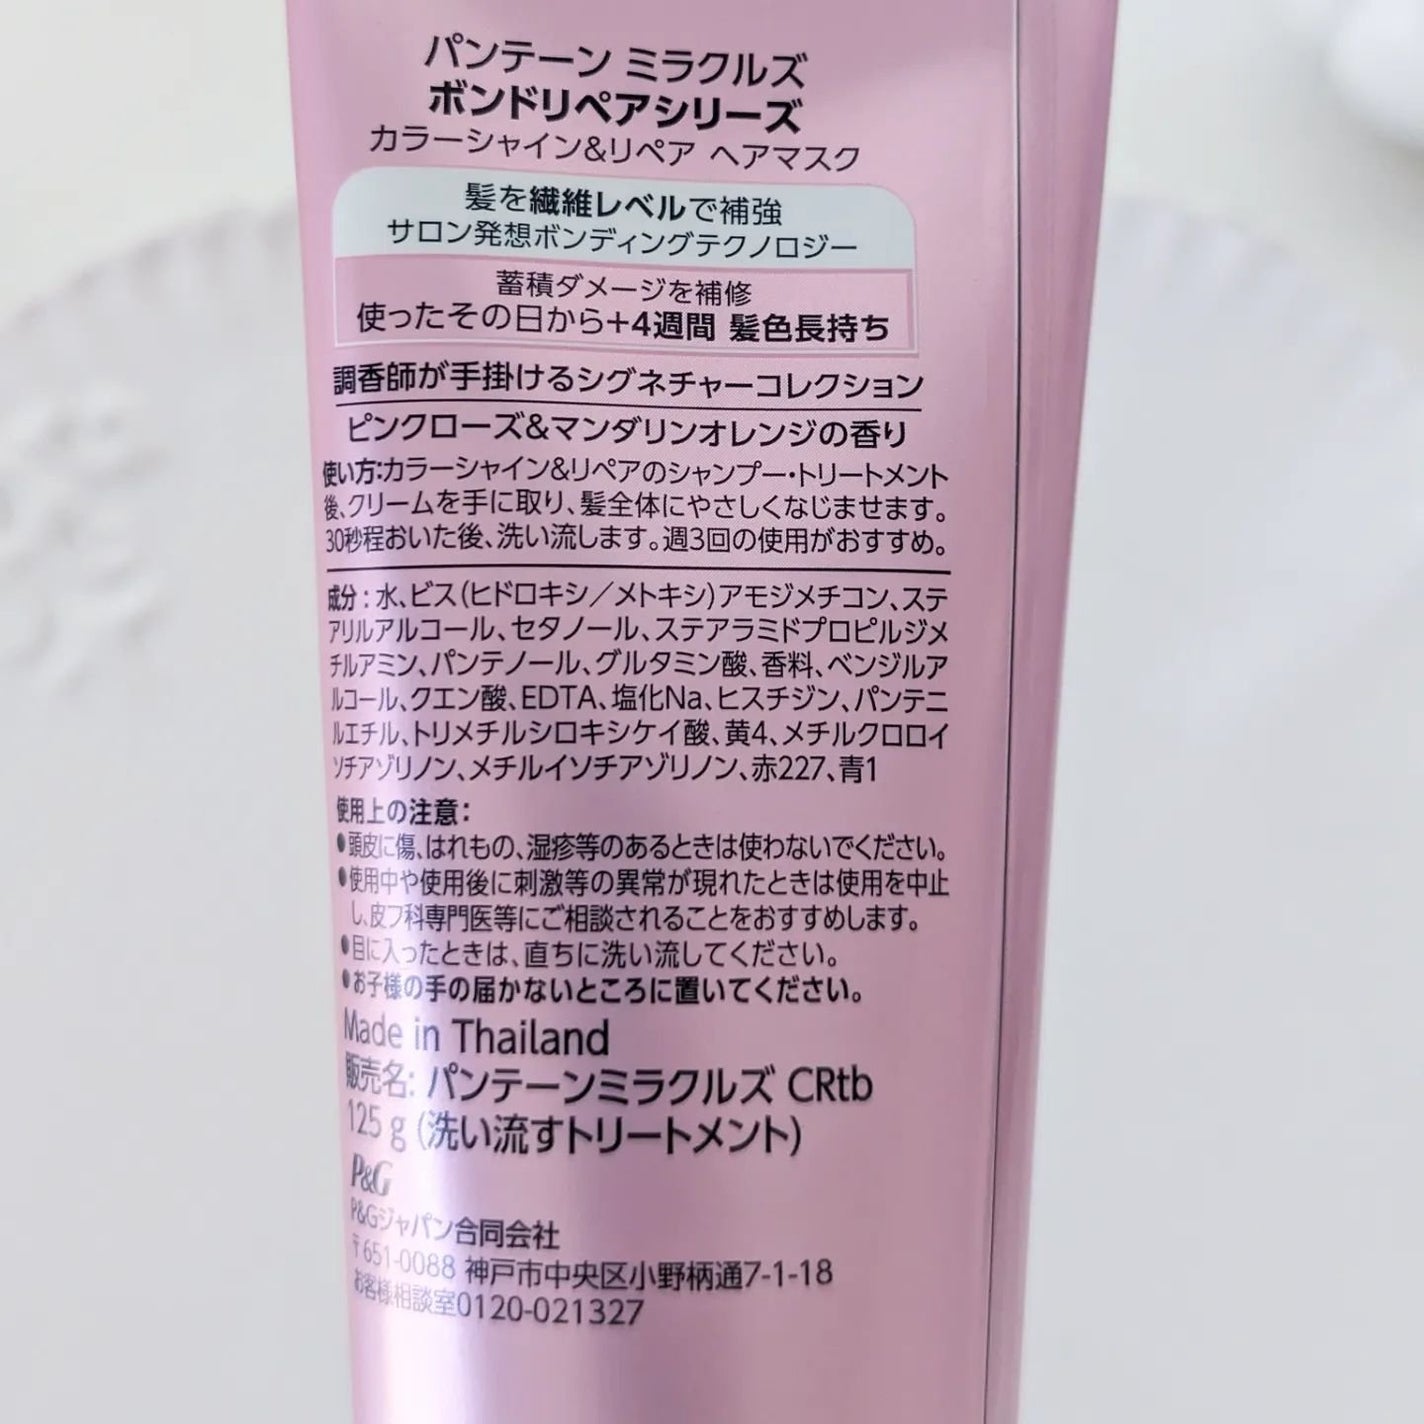 パンテーン ミラクルズ
ボンドリペアシリーズ
カラーシャイン&リペア ヘアマスク
髪を繊維レベルで補強
サロン発想ボンディングテクノロジー
蓄積ダメージを補修
使ったその日から+4週間 髪色長持ち
調香師が手掛けるシグネチャーコレクション
ピンクローズ&マンダリンオレンジの香り
使い方:カラーシャイン&リペアのシャンプー・トリートメント
後、クリームを手に取り、髪全体にやさしくなじませます。
30秒程おいた後、洗い流します。週3回の使用がおすすめ。
成分：水、ビス(ヒドロキシ／メトキシ)アモジメチコン、ステ
アリルアルコール、セタノール、ステアラミドプロピルジメ
チルアミン、パンテノール、グルタミン酸、香料、ベンジルア
ルコール、クエン酸、EDTA、塩化Na、ヒスチジン、パンテニ
ルエチル、トリメチルシロキシケイ酸、黄4、メチルクロロイ
ソチアゾリノン、メチルイソチアゾリノン、赤227、青1
使用上の注意：
●頭皮に傷、はれもの、湿疹等のあるときは使わないでください。
●使用中や使用後に刺激等の異常が現れたときは使用を中止
し、皮フ科専門医等にご相談されることをおすすめします。
●目に入ったときは、直ちに洗い流してください。
●お子様の手の届かないところに置いてください。
Made in Thailand
販売名: パンテーンミラクルズ CRtb
125 g (洗い流すトリートメント)
P&G
P&Gジャパン合同会社
〒651-0088 神戸市中央区小野柄通7-1-18
お客様相談室0120-021327